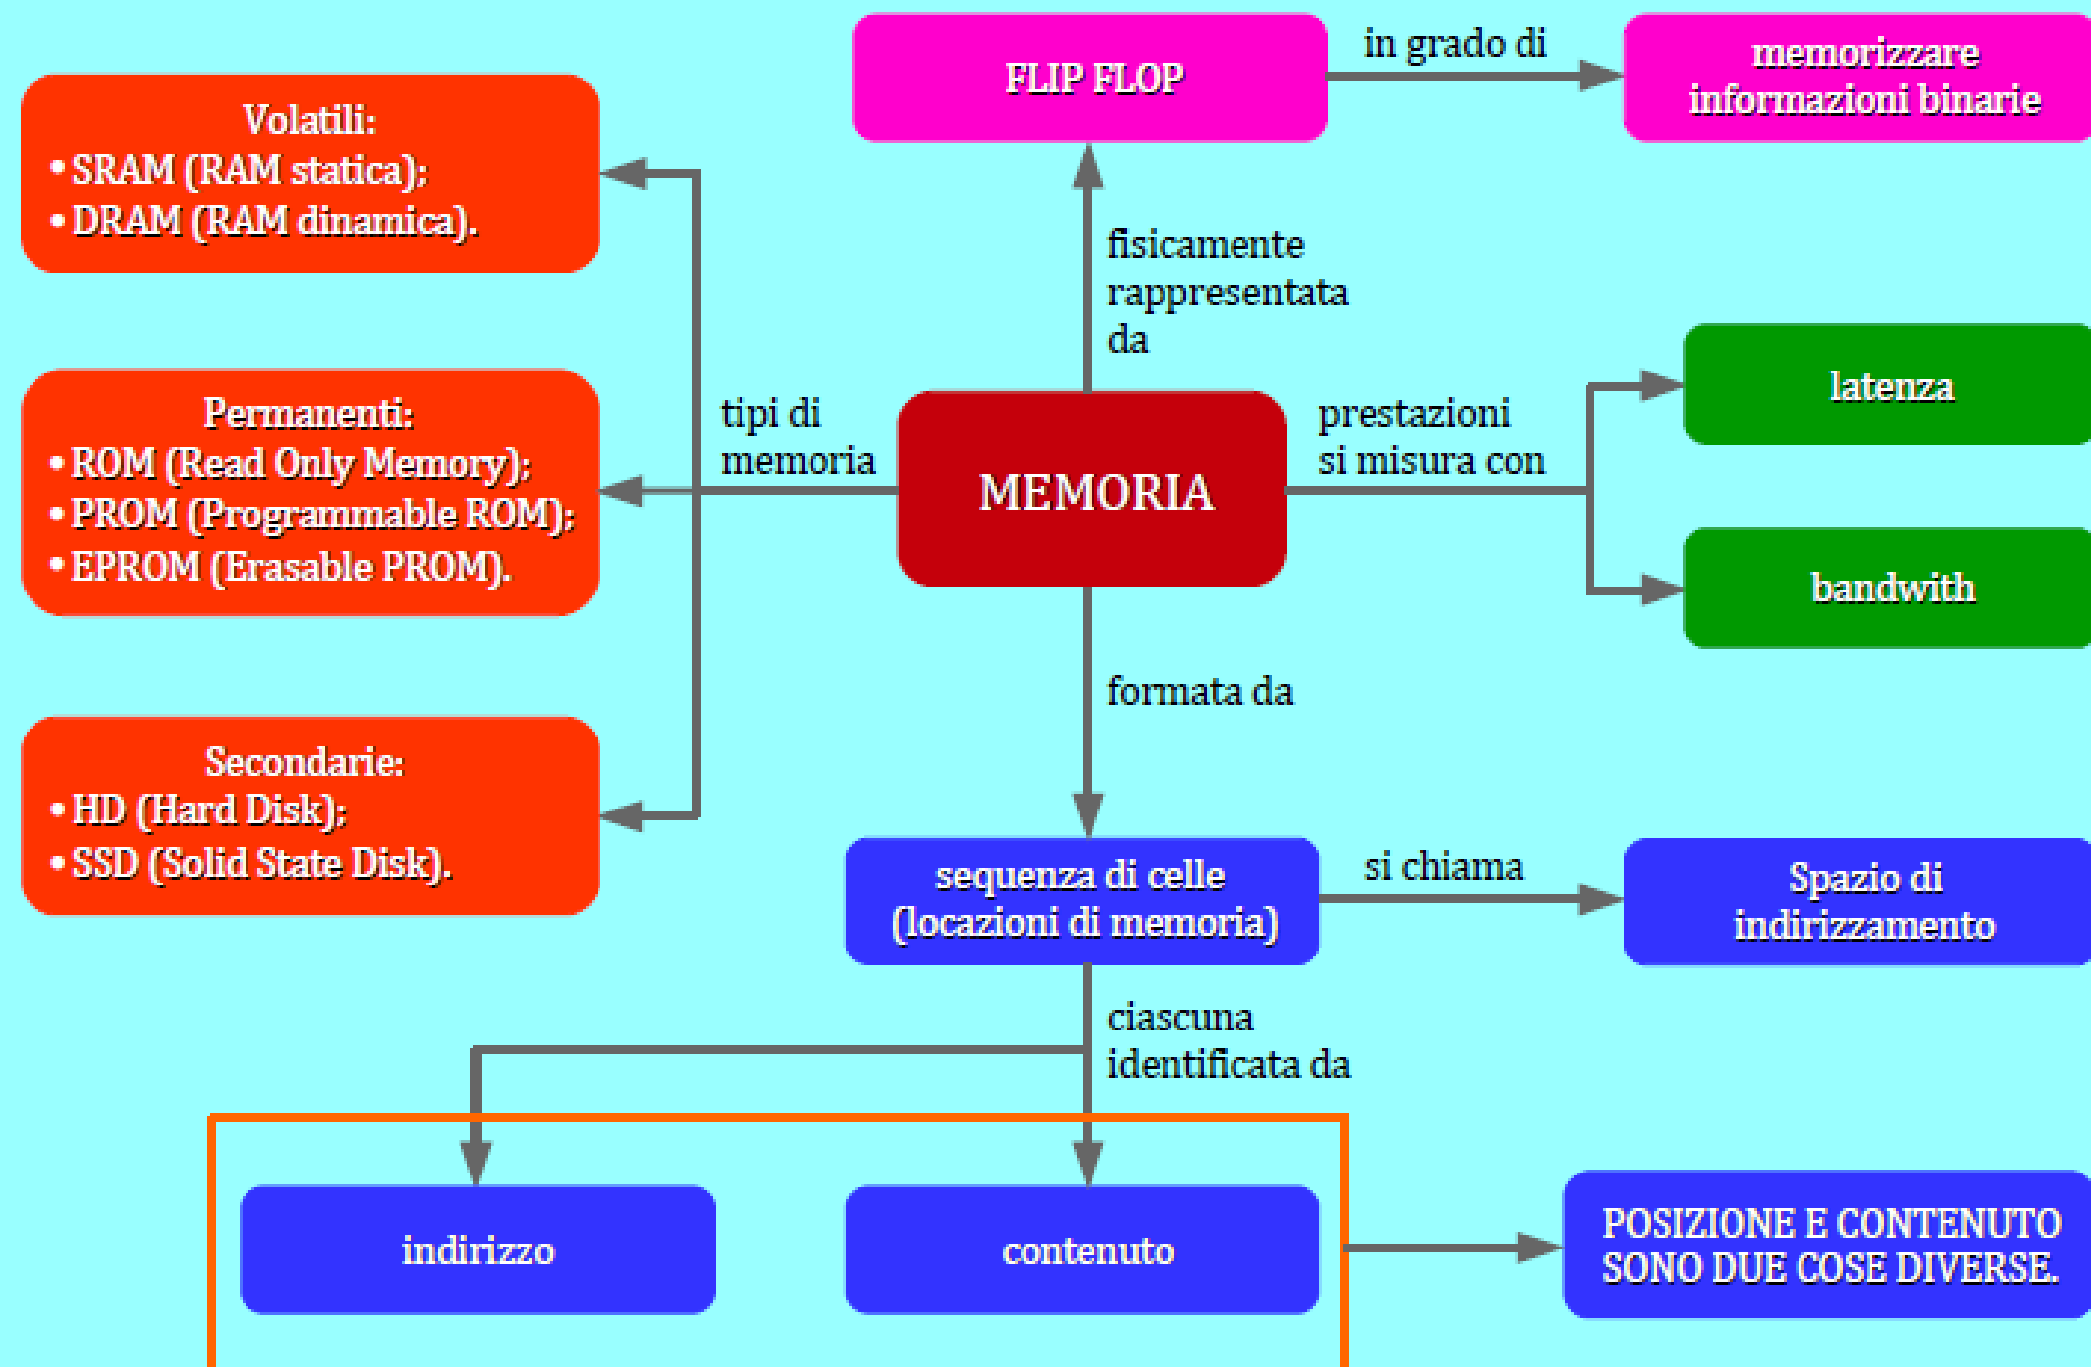 FLIP FLOP
in grado di
memorizzare
informazioni binarie
Volatili:
• SRAM (RAM statica);
• DRAM (RAM dinamica).
fisicamente
rappresentata
da
Permanenti:
• ROM (Read Only Memory);
• PROM (Programmable ROM);
• EPROM (Erasable PROM).
tipi di
memoria
MEMORIA
prestazioni
si misura con
latenza
bandwith
formata da
Secondarie:
• HD (Hard Disk);
• SSD (Solid State Disk).
sequenza di celle
(locazioni di memoria)
si chiama
Spazio di
indirizzamento
ciascuna
identificata da
indirizzo
contenuto
POSIZIONE E CONTENUTO
SONO DUE COSE DIVERSE.